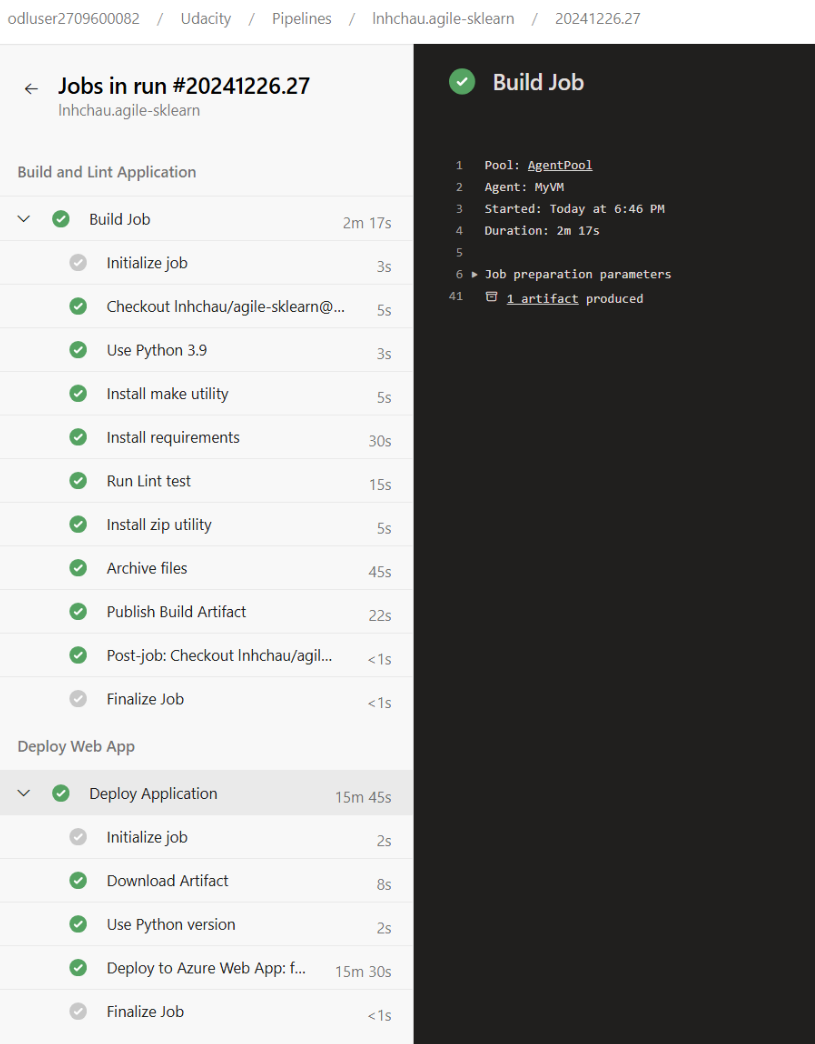 odluser2709600082 / Udacity / Pipelines / lnhchau.agile-sklearn / 20241226.27
← Jobs in run #20241226.27
lnhchau.agile-sklearn
Build and Lint Application
Build Job 2m 17s
Initialize job 3s
Checkout lnhchau/agile-sklearn@... 5s
Use Python 3.9 3s
Install make utility 5s
Install requirements 30s
Run Lint test 15s
Install zip utility 5s
Archive files 45s
Publish Build Artifact 22s
Post-job: Checkout lnhchau/agil... <1s
Finalize Job <1s
Deploy Web App
Deploy Application 15m 45s
Initialize job 2s
Download Artifact 8s
Use Python version 2s
Deploy to Azure Web App: f... 15m 30s
Finalize Job <1s
Build Job
1 Pool: AgentPool
2 Agent: MyVM
3 Started: Today at 6:46 PM
4 Duration: 2m 17s
5
6 Job preparation parameters
41 1 artifact produced